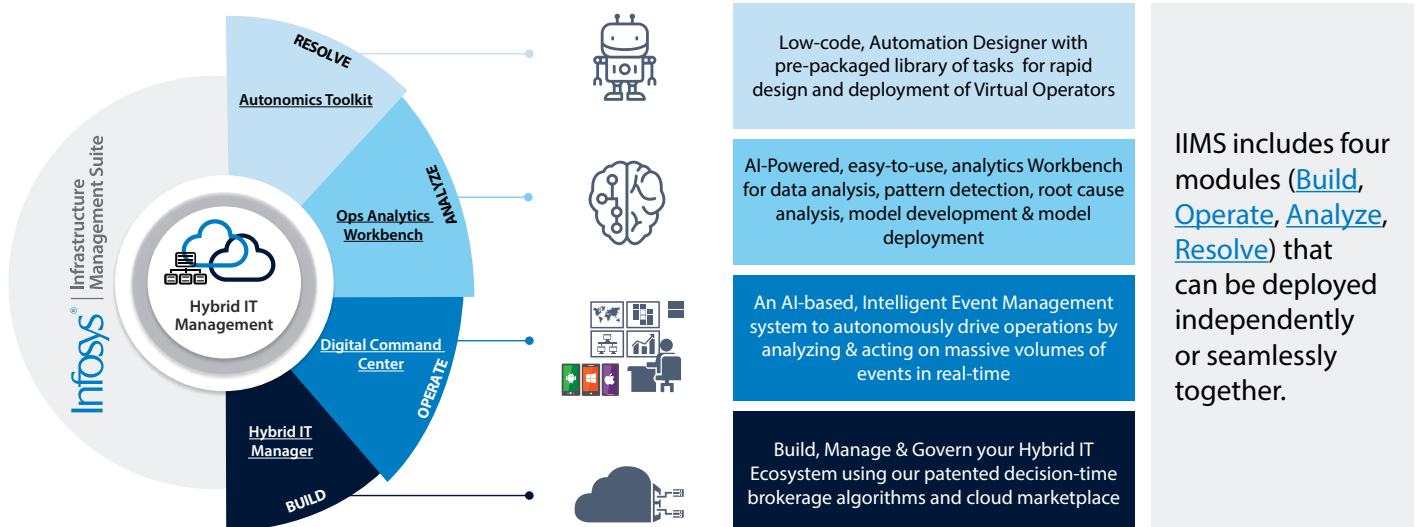 Infosys®
Infrastructure
Management Suite
Hybrid IT
Management
RESOLVE
Autonomics Toolkit
ANALYZE
Ops Analytics
Workbench
Digital Command
Center
OPERATE
Hybrid IT
Manager
BUILD
Low-code, Automation Designer with
pre-packaged library of tasks for rapid
design and deployment of Virtual Operators
AI-Powered, easy-to-use, analytics Workbench
for data analysis, pattern detection, root cause
analysis, model development & model
deployment
An AI-based, Intelligent Event Management
system to autonomously drive operations by
analyzing & acting on massive volumes of
events in real-time
Build, Manage & Govern your Hybrid IT
Ecosystem using our patented decision-time
brokerage algorithms and cloud marketplace
IIMS includes four
modules (Build,
Operate, Analyze,
Resolve) that
can be deployed
independently
or seamlessly
together.